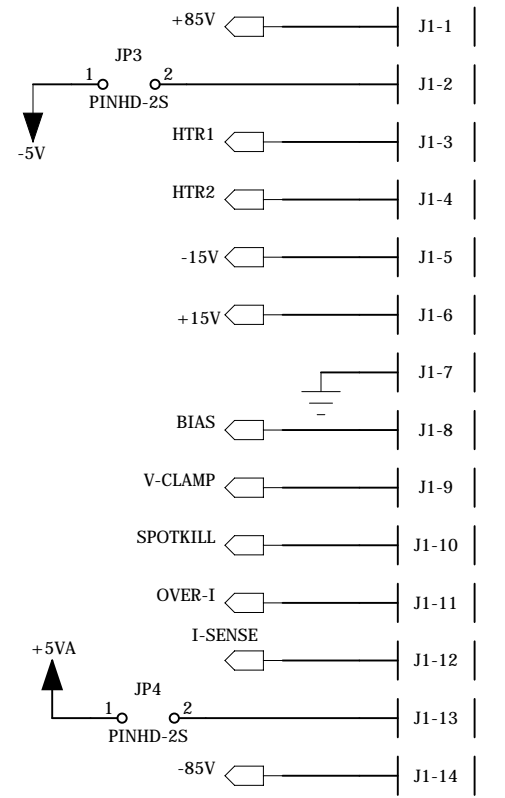 +85V J1-1
JP3
1 2 J1-2
PINHD-2S
-5V
HTR1 J1-3
HTR2 J1-4
-15V J1-5
+15V J1-6
J1-7
BIAS J1-8
V-CLAMP J1-9
SPOTKILL J1-10
OVER-I J1-11
I-SENSE J1-12
+5VA
JP4
1 2 J1-13
PINHD-2S
-85V J1-14